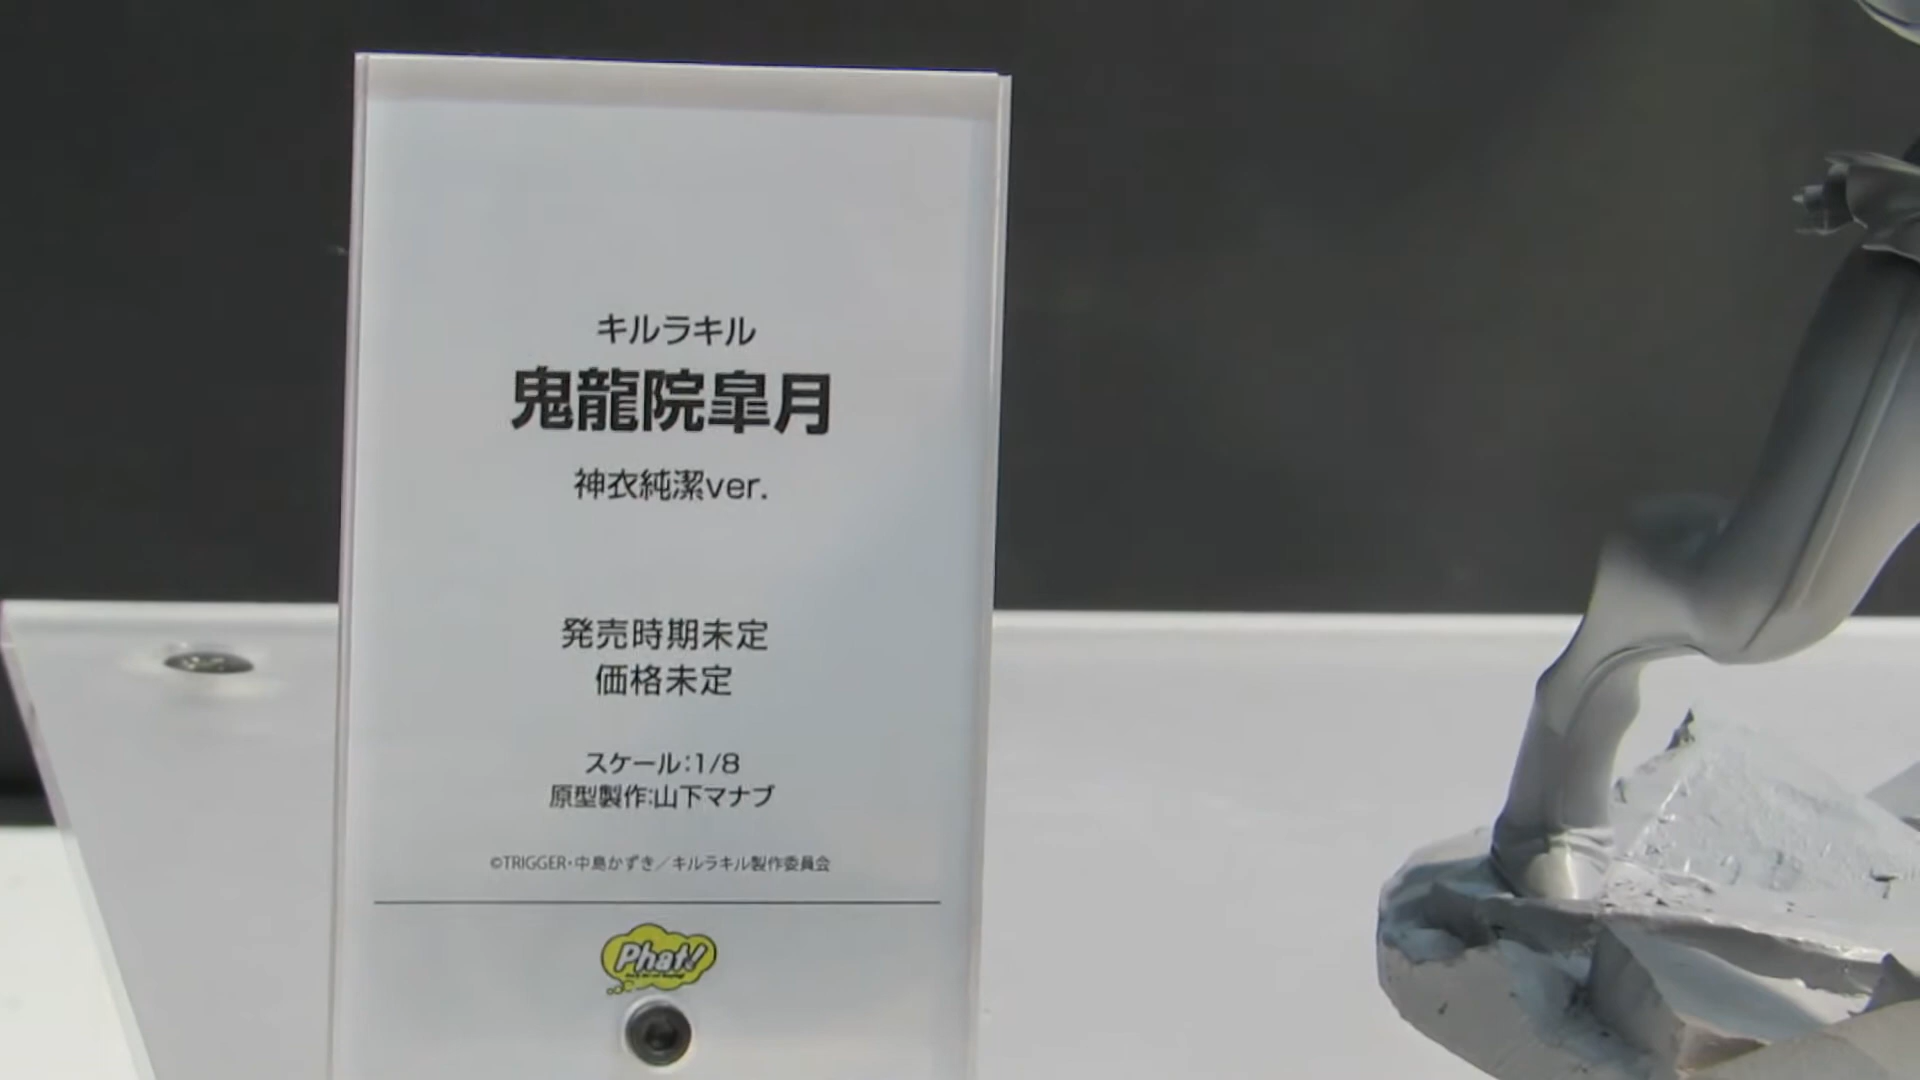 キルラキル
鬼龍院皐月
神衣純潔ver.
発売時期未定
価格未定
スケール:1/8
原型製作:山下マナブ
©TRIGGER・中島かずき／キルラキル製作委員会
Phat!